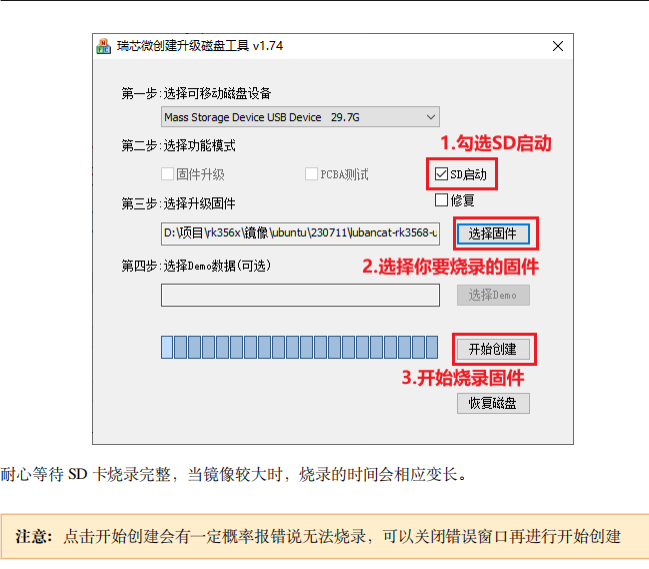 瑞芯微创建升级磁盘工具 v1.74
第一步:选择可移动磁盘设备
Mass Storage Device USB Device 29.7G
第二步:选择功能模式
1.勾选SD启动
固件升级 PCBA测试 SD启动
第三步:选择升级固件 修复
D:\项目\rk356x\镜像\ubuntu\230711\lubancat-rk3568-u 选择固件
第四步:选择Demo数据(可选) 2.选择你要烧录的固件
选择Demo
开始创建
3.开始烧录固件
恢复磁盘
耐心等待 SD 卡烧录完整，当镜像较大时，烧录的时间会相应变长。
注意：点击开始创建会有一定概率报错说无法烧录，可以关闭错误窗口再进行开始创建